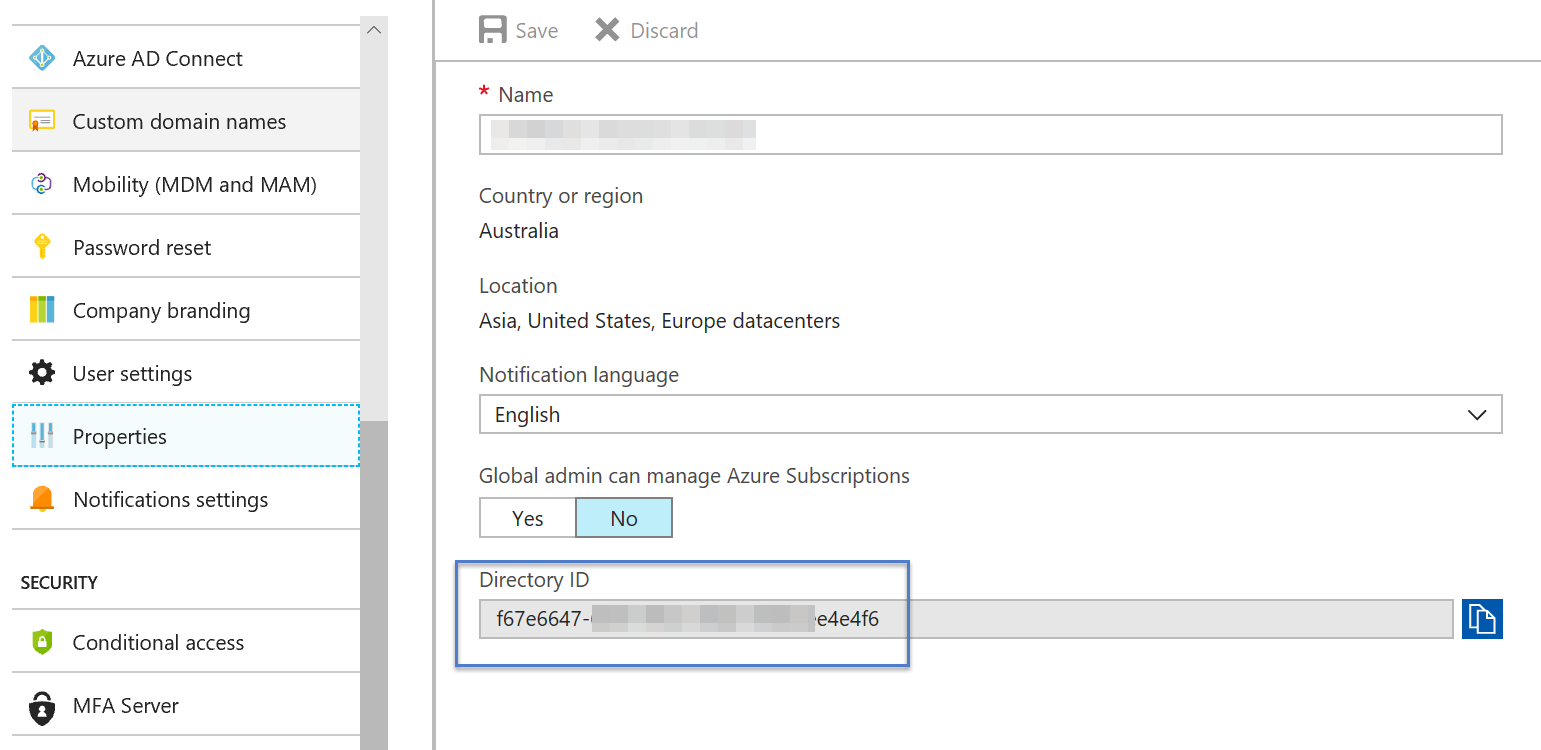 Azure AD Connect
Custom domain names
Mobility (MDM and MAM)
Password reset
Company branding
User settings
Properties
Notifications settings
SECURITY
Conditional access
MFA Server
Save Discard
* Name
Country or region
Australia
Location
Asia, United States, Europe datacenters
Notification language
English
Global admin can manage Azure Subscriptions
Yes No
Directory ID
f67e6647- e4e4f6